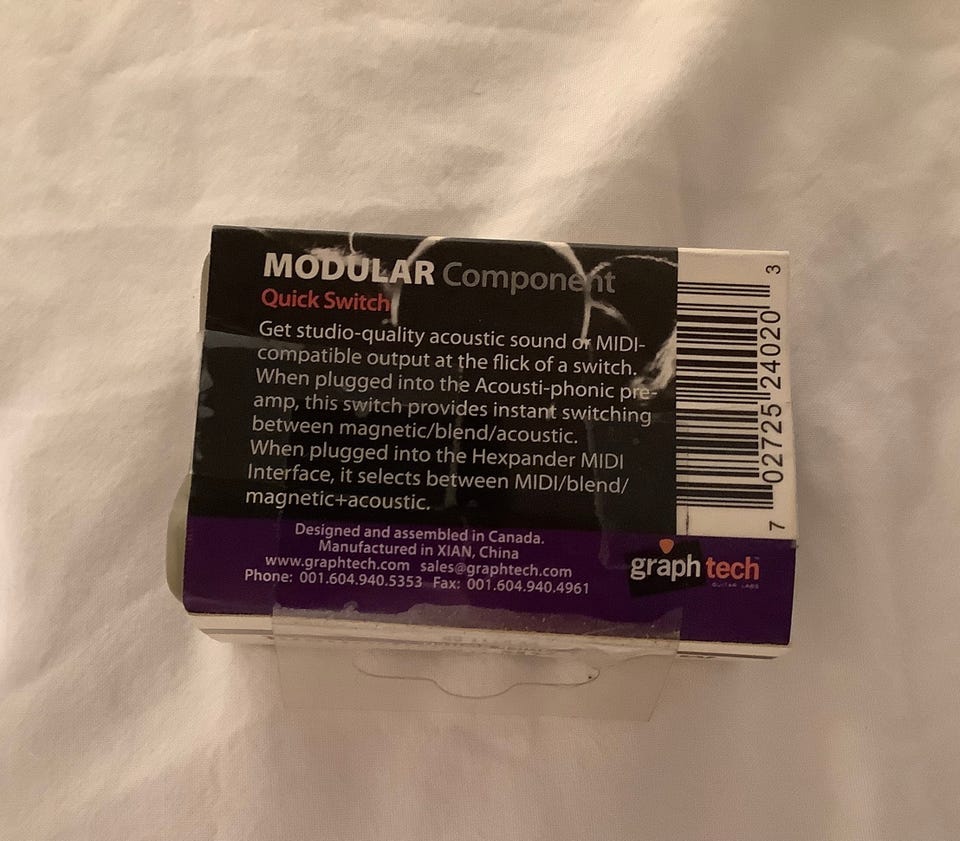 MODULAR Component
Quick Switch
Get studio-quality acoustic sound or MIDI-
compatible output at the flick of a switch.
When plugged into the Acousti-phonic pre-
amp, this switch provides instant switching
between magnetic/blend/acoustic.
When plugged into the Hexpander MIDI
Interface, it selects between MIDI/blend/
magnetic+acoustic.
Designed and assembled in Canada.
Manufactured in XIAN, China
www.graphtech.com sales@graphtech.com
Phone: 001.604.940.5353 Fax: 001.604.940.4961
graph tech
GUITAR LABS
7 02725 24020 3